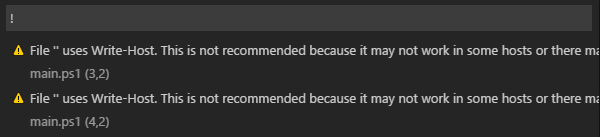 !
File '' uses Write-Host. This is not recommended because it may not work in some hosts or there ma
main.ps1 (3,2)
File '' uses Write-Host. This is not recommended because it may not work in some hosts or there ma
main.ps1 (4,2)